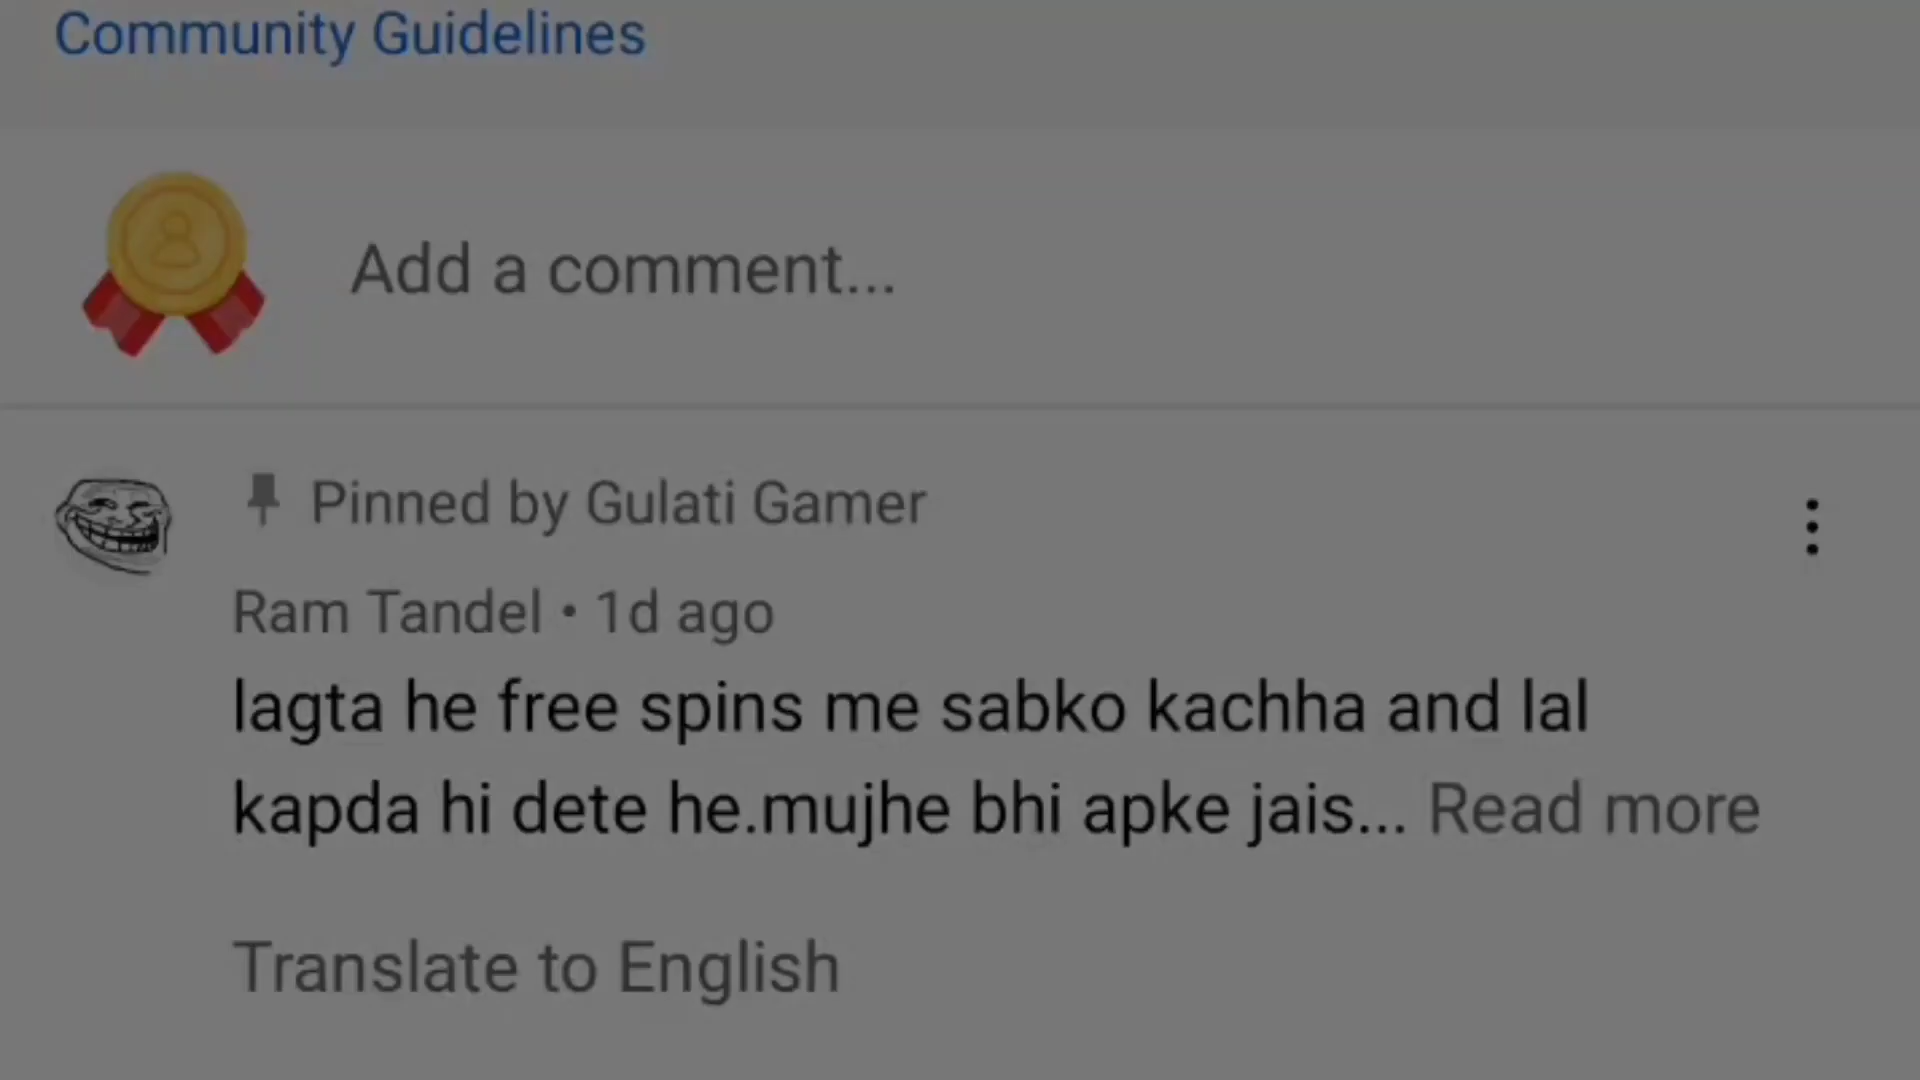 Community Guidelines
Add a comment...
Pinned by Gulati Gamer
Ram Tandel • 1d ago
lagta he free spins me sabko kachha and lal
kapda hi dete he.mujhe bhi apke jais... Read more
Translate to English